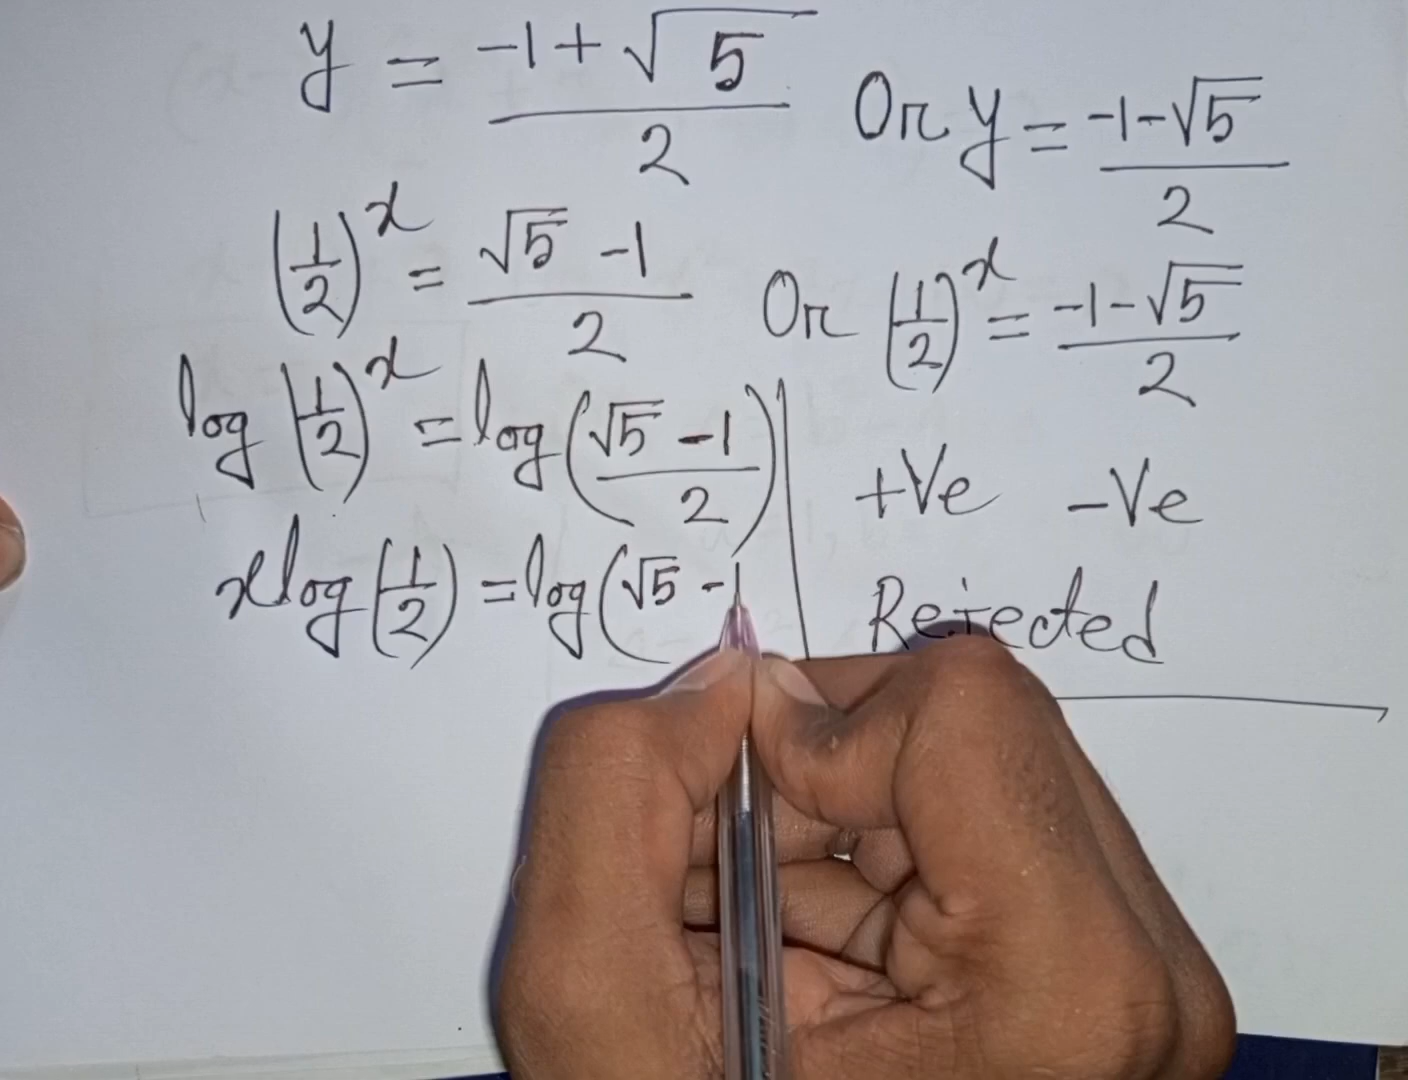 y = (-1 + √5)/2 Or y = (-1 - √5)/2
(1/2)^x = (√5 - 1)/2 Or (1/2)^x = (-1 - √5)/2
log (1/2)^x = log ((√5 - 1)/2)
+Ve -Ve
x log (1/2) = log (√5 - 1
Rejected